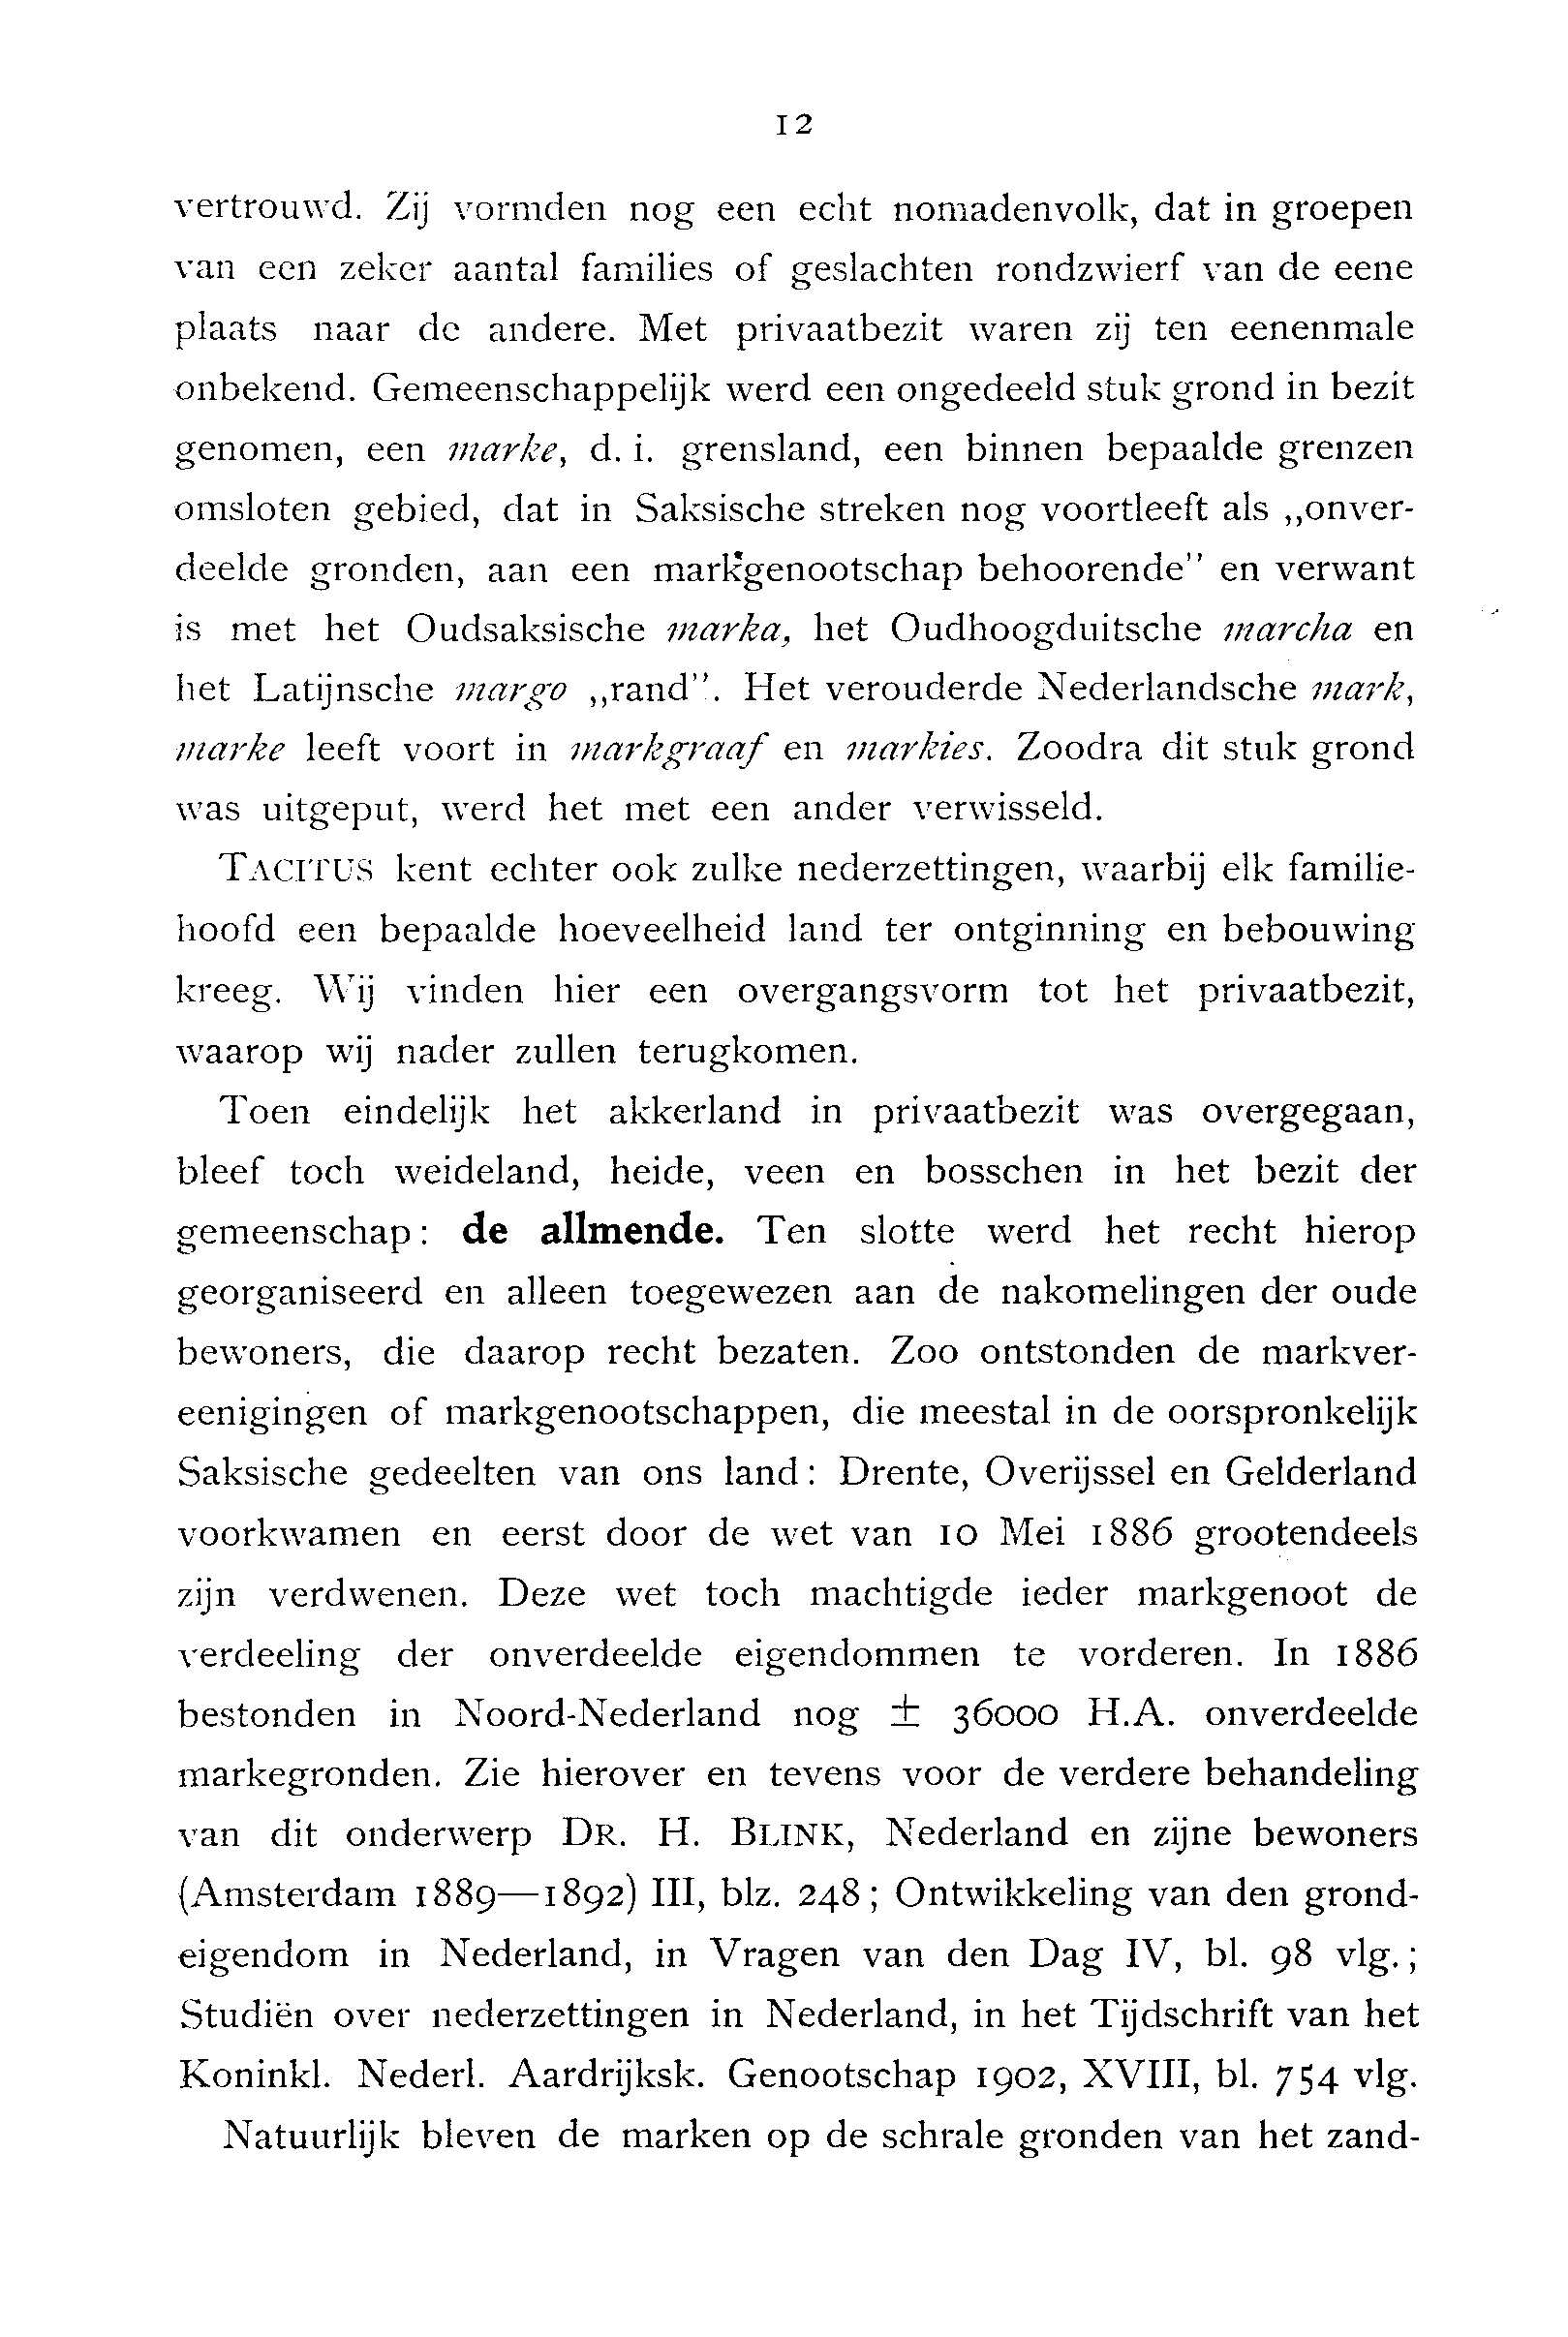 12
vertrouwd. Zij vormden nog een echt nomadenvolk, dat in groepen
van een zeker aantal families of geslachten rondzwierf van de eene
plaats naar de andere. Met privaatbezit waren zij ten eenenmale
onbekend. Gemeenschappelijk werd een ongedeeld stuk grond in bezit
genomen, een marke, d. i. grensland, een binnen bepaalde grenzen
omsloten gebied, dat in Saksische streken nog voortleeft als „onver-
deelde gronden, aan een markgenootschap behoorende” en verwant
is met het Oudsaksische marka, het Oudhoogduitsche marcha en
het Latijnsche margo „rand”. Het verouderde Nederlandsche mark,
marke leeft voort in markgraaf en markies. Zoodra dit stuk grond
was uitgeput, werd het met een ander verwisseld.
TACITUS kent echter ook zulke nederzettingen, waarbij elk familie-
hoofd een bepaalde hoeveelheid land ter ontginning en bebouwing
kreeg. Wij vinden hier een overgangsvorm tot het privaatbezit,
waarop wij nader zullen terugkomen.
Toen eindelijk het akkerland in privaatbezit was overgegaan,
bleef toch weideland, heide, veen en bosschen in het bezit der
gemeenschap: de allmende. Ten slotte werd het recht hierop
georganiseerd en alleen toegewezen aan de nakomelingen der oude
bewoners, die daarop recht bezaten. Zoo ontstonden de markver-
eenigingen of markgenootschappen, die meestal in de oorspronkelijk
Saksische gedeelten van ons land: Drente, Overijssel en Gelderland
voorkwamen en eerst door de wet van 10 Mei 1886 grootendeels
zijn verdwenen. Deze wet toch machtigde ieder markgenoot de
verdeeling der onverdeelde eigendommen te vorderen. In 1886
bestonden in Noord-Nederland nog ± 36000 H.A. onverdeelde
markegronden. Zie hierover en tevens voor de verdere behandeling
van dit onderwerp DR. H. BLINK, Nederland en zijne bewoners
(Amsterdam 1889—1892) III, blz. 248; Ontwikkeling van den grond-
eigendom in Nederland, in Vragen van den Dag IV, bl. 98 vlg.;
Studiën over nederzettingen in Nederland, in het Tijdschrift van het
Koninkl. Nederl. Aardrijksk. Genootschap 1902, XVIII, bl. 754 vlg.
Natuurlijk bleven de marken op de schrale gronden van het zand-